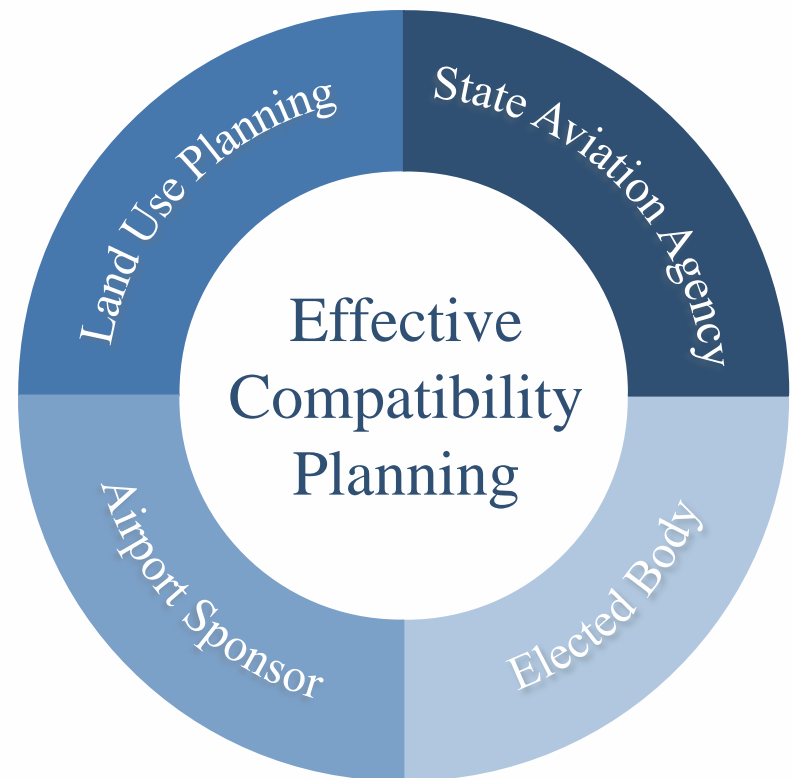 Land Use Planning
State Aviation Agency
Effective
Compatibility
Planning
Airport Sponsor
Elected Body